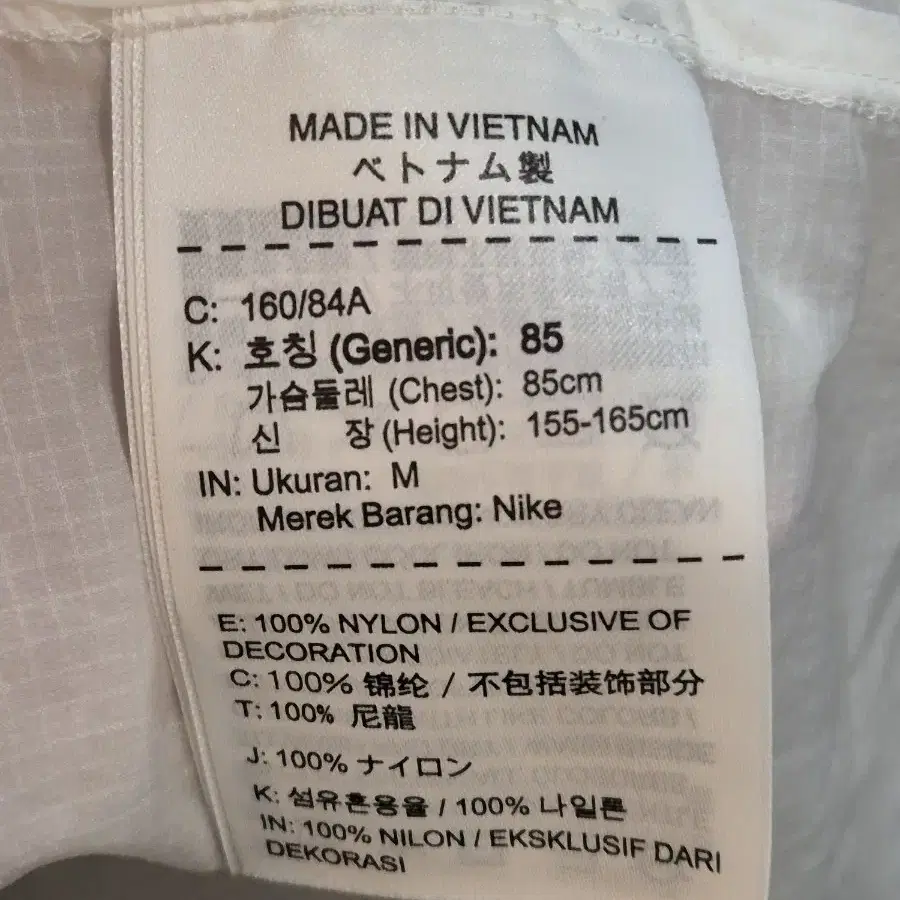 MADE IN VIETNAM
ベトナム製
DIBUAT DI VIETNAM
C: 160/84A
K: 호칭 (Generic): 85
가슴둘레 (Chest): 85cm
신 장 (Height): 155-165cm
IN: Ukuran: M
Merek Barang: Nike
E: 100% NYLON / EXCLUSIVE OF
DECORATION
C: 100% 锦纶 / 不包括装饰部分
T: 100% 尼龍
J: 100% ナイロン
K: 섬유혼용율 / 100% 나일론
IN: 100% NILON / EKSKLUSIF DARI
DEKORASI